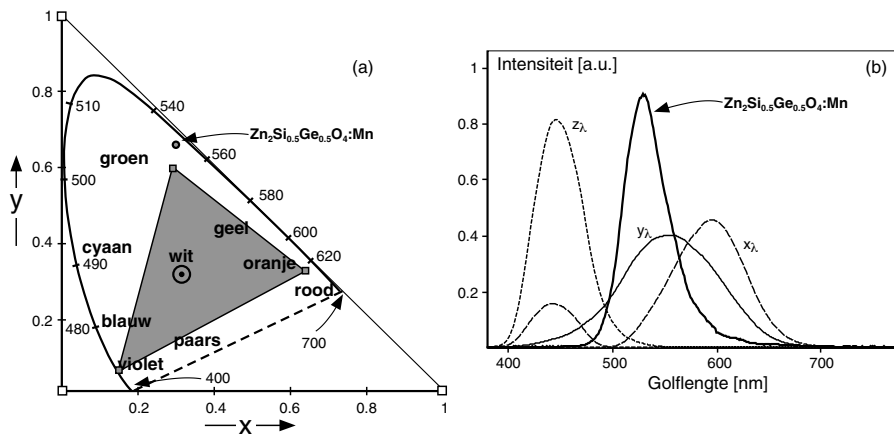 1
(a)
540
0.8
510
Zn2Si0.5Ge0.5O4:Mn
groen
560
0.6
500
580
y
geel
600
0.4
cyaan
620
490
wit
oranje
rood
0.2
blauw
480
paars
700
violet
400
0.2
0.4
0.6
0.8
1
x
Intensiteit [a.u.]
(b)
1
Zn2Si0.5Ge0.5O4:Mn
zλ
0.8
0.6
yλ
xλ
0.4
0.2
400
500
600
700
Golflengte [nm]